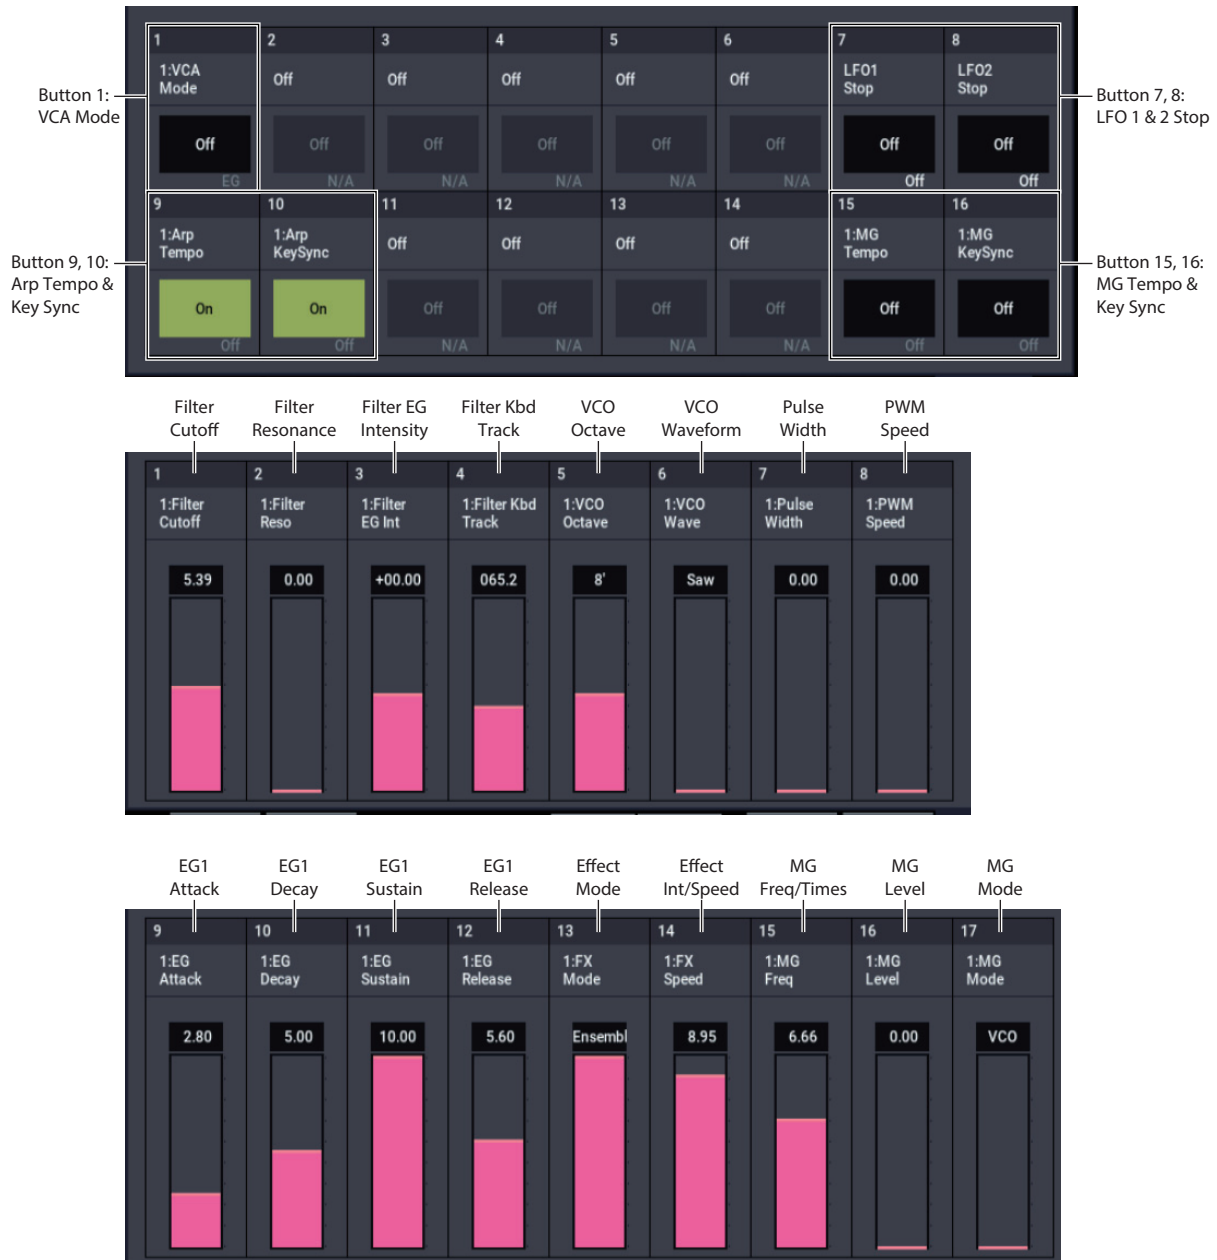 1 2 3 4 5 6 7 8
1:VCA Off Off Off Off Off LFO1 LFO2
Mode Stop Stop
Button 1:
VCA Mode
Button 7, 8:
LFO 1 & 2 Stop
Off Off Off Off Off Off Off Off
EG N/A N/A N/A N/A N/A Off Off
9 10 11 12 13 14 15 16
1:Arp 1:Arp Off Off Off Off 1:MG 1:MG
Tempo KeySync Tempo KeySync
Button 9, 10:
Arp Tempo &
Key Sync
Button 15, 16:
MG Tempo &
Key Sync
On On Off Off Off Off Off Off
Off Off N/A N/A N/A N/A Off Off
Filter Filter Filter EG Filter Kbd VCO VCO Pulse PWM
Cutoff Resonance Intensity Track Octave Waveform Width Speed
1 2 3 4 5 6 7 8
1:Filter 1:Filter 1:Filter 1:Filter Kbd 1:VCO 1:VCO 1:Pulse 1:PWM
Cutoff Reso EG Int Track Octave Wave Width Speed
5.39 0.00 +00.00 065.2 8' Saw 0.00 0.00
EG1 EG1 EG1 EG1 Effect Effect MG MG MG
Attack Decay Sustain Release Mode Int/Speed Freq/Times Level Mode
9 10 11 12 13 14 15 16 17
1:EG 1:EG 1:EG 1:EG 1:FX 1:FX 1:MG 1:MG 1:MG
Attack Decay Sustain Release Mode Speed Freq Level Mode
2.80 5.00 10.00 5.60 Ensembl 8.95 6.66 0.00 VCO